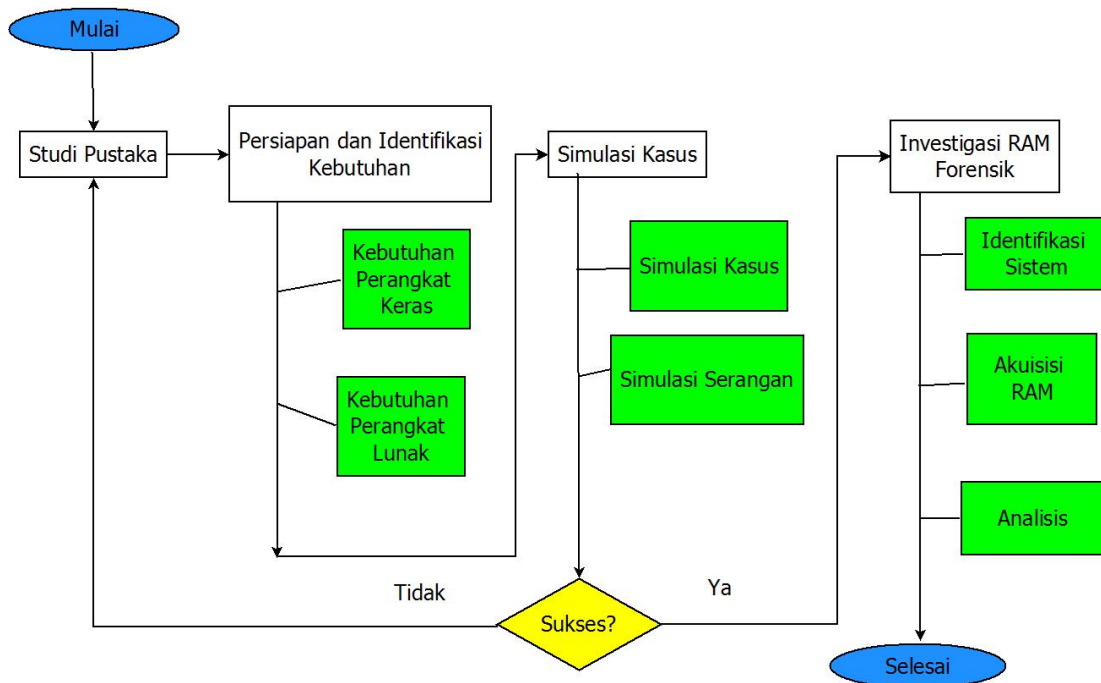 Mulai
Studi Pustaka
Persiapan dan Identifikasi
Kebutuhan
Kebutuhan
Perangkat
Keras
Kebutuhan
Perangkat
Lunak
Simulasi Kasus
Simulasi Kasus
Simulasi Serangan
Sukses?
Tidak
Ya
Investigasi RAM
Forensik
Identifikasi
Sistem
Akuisisi
RAM
Analisis
Selesai